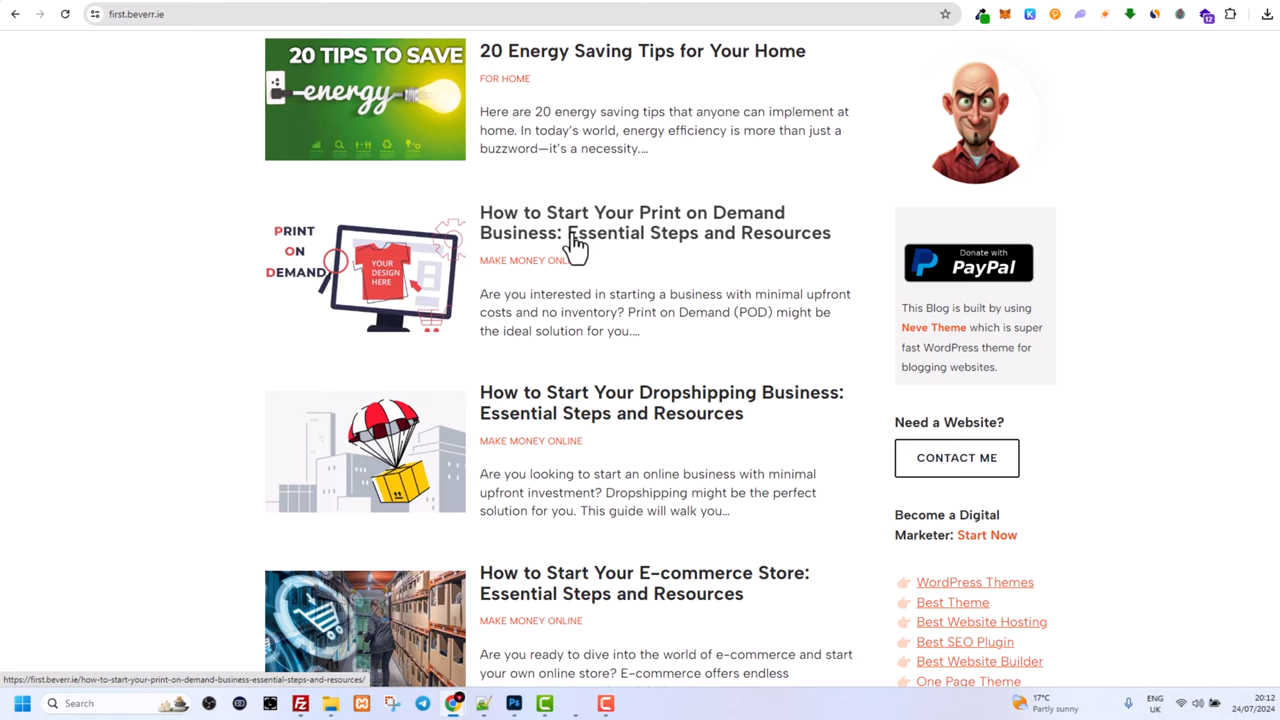 first.beverr.ie
12
20 TIPS TO SAVE
energy
20 Energy Saving Tips for Your Home
FOR HOME
Here are 20 energy saving tips that anyone can implement at
home. In today's world, energy efficiency is more than just a
buzzword—it's a necessity.…
PRINT
ON
DEMAND
YOUR
DESIGN
HERE
How to Start Your Print on Demand
Business: Essential Steps and Resources
MAKE MONEY ONL
Are you interested in starting a business with minimal upfront
costs and no inventory? Print on Demand (POD) might be
the ideal solution for you.…
How to Start Your Dropshipping Business:
Essential Steps and Resources
MAKE MONEY ONLINE
Are you looking to start an online business with minimal
upfront investment? Dropshipping might be the perfect
solution for you. This guide will walk you…
How to Start Your E-commerce Store:
Essential Steps and Resources
MAKE MONEY ONLINE
Are you ready to dive into the world of e-commerce and start
your own online store? E-commerce offers endless
Donate with
PayPal
This Blog is built by using
Neve Theme which is super
fast WordPress theme for
blogging websites.
Need a Website?
CONTACT ME
Become a Digital
Marketer: Start Now
WordPress Themes
Best Theme
Best Website Hosting
Best SEO Plugin
Best Website Builder
One Page Theme
https://first.beverr.ie/how-to-start-your-print-on-demand-business-essential-steps-and-resources/
Search
17°C
Partly sunny
ENG
UK
20:12
24/07/2024